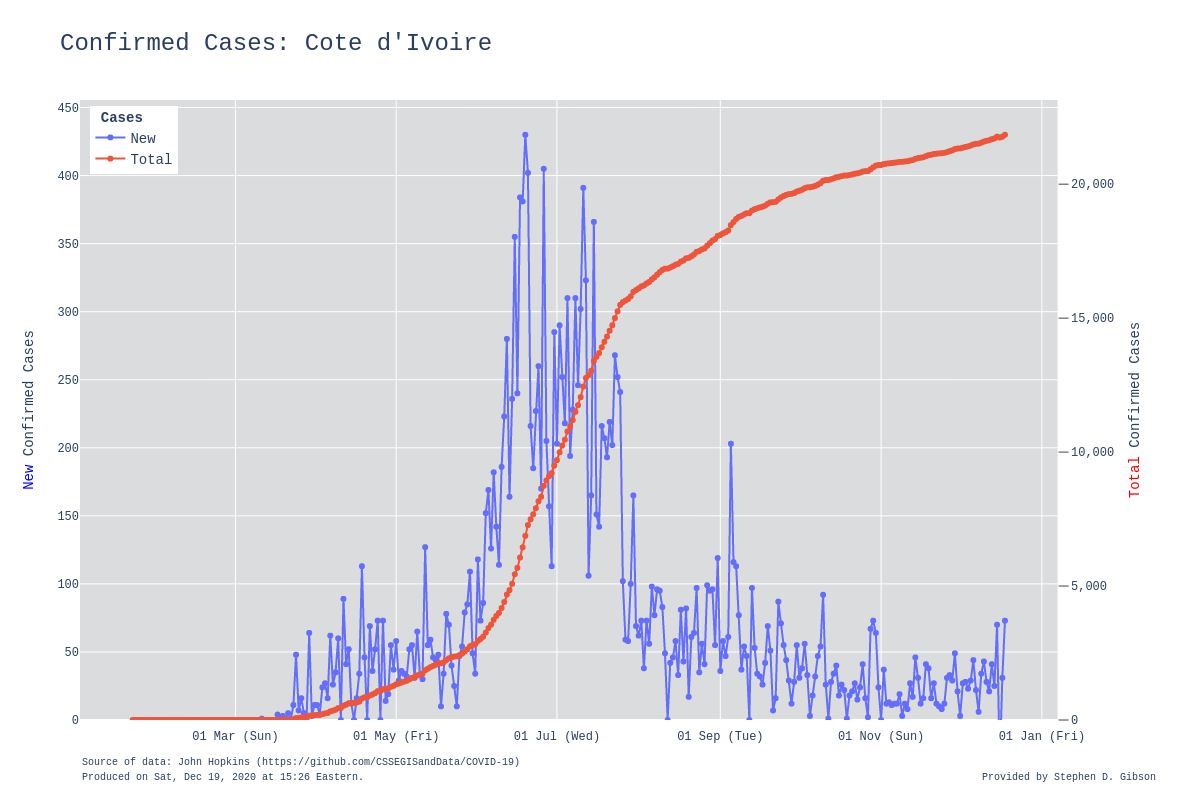 Confirmed Cases: Cote d'Ivoire
Cases
New
Total
450
400
350
300
250
200
150
100
50
0
New Confirmed Cases
20,000
15,000
10,000
5,000
0
Total Confirmed Cases
01 Mar (Sun)
01 May (Fri)
01 Jul (Wed)
01 Sep (Tue)
01 Nov (Sun)
01 Jan (Fri)
Source of data: John Hopkins (https://github.com/CSSEGISandData/COVID-19)
Produced on Sat, Dec 19, 2020 at 15:26 Eastern.
Provided by Stephen D. Gibson